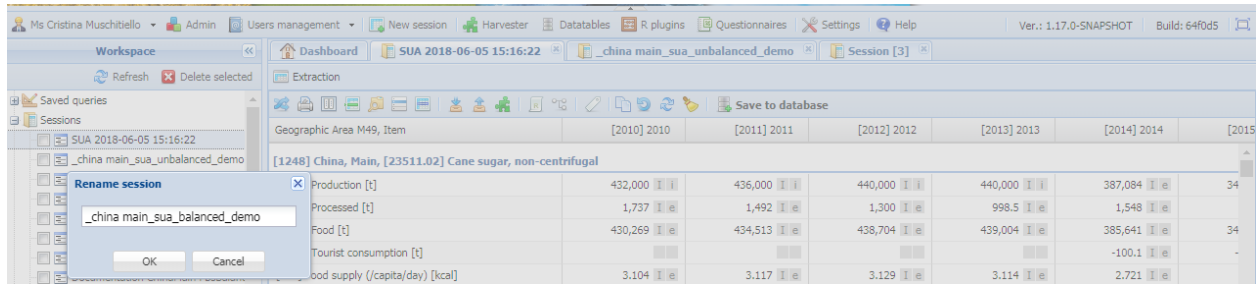 Ms Cristina Muschitiello Admin Users management New session Harvester Datatables R plugins Questionnaires Settings Help Ver.: 1.17.0-SNAPSHOT Build: 64f0d5
Workspace Dashboard SUA 2018-06-05 15:16:22 _china main_sua_unbalanced_demo Session [3]
Refresh Delete selected Extraction
Saved queries Save to database
Sessions
SUA 2018-06-05 15:16:22 Geographic Area M49, Item [2010] 2010 [2011] 2011 [2012] 2012 [2013] 2013 [2014] 2014 [2015
_china main_sua_unbalanced_demo [1248] China, Main, [23511.02] Cane sugar, non-centrifugal
Rename session Production [t] 432,000 I i 436,000 I i 440,000 I i 440,000 I i 387,084 I e 34
_china main_sua_balanced_demo Processed [t] 1,737 I e 1,492 I e 1,300 I e 998.5 I e 1,548 I e
Food [t] 430,269 I e 434,513 I e 438,704 I e 439,004 I e 385,641 I e 34
OK Cancel Tourist consumption [t] -100.1 I e -
ood supply (/capita/day) [kcal] 3.104 I e 3.117 I e 3.129 I e 3.114 I e 2.721 I e